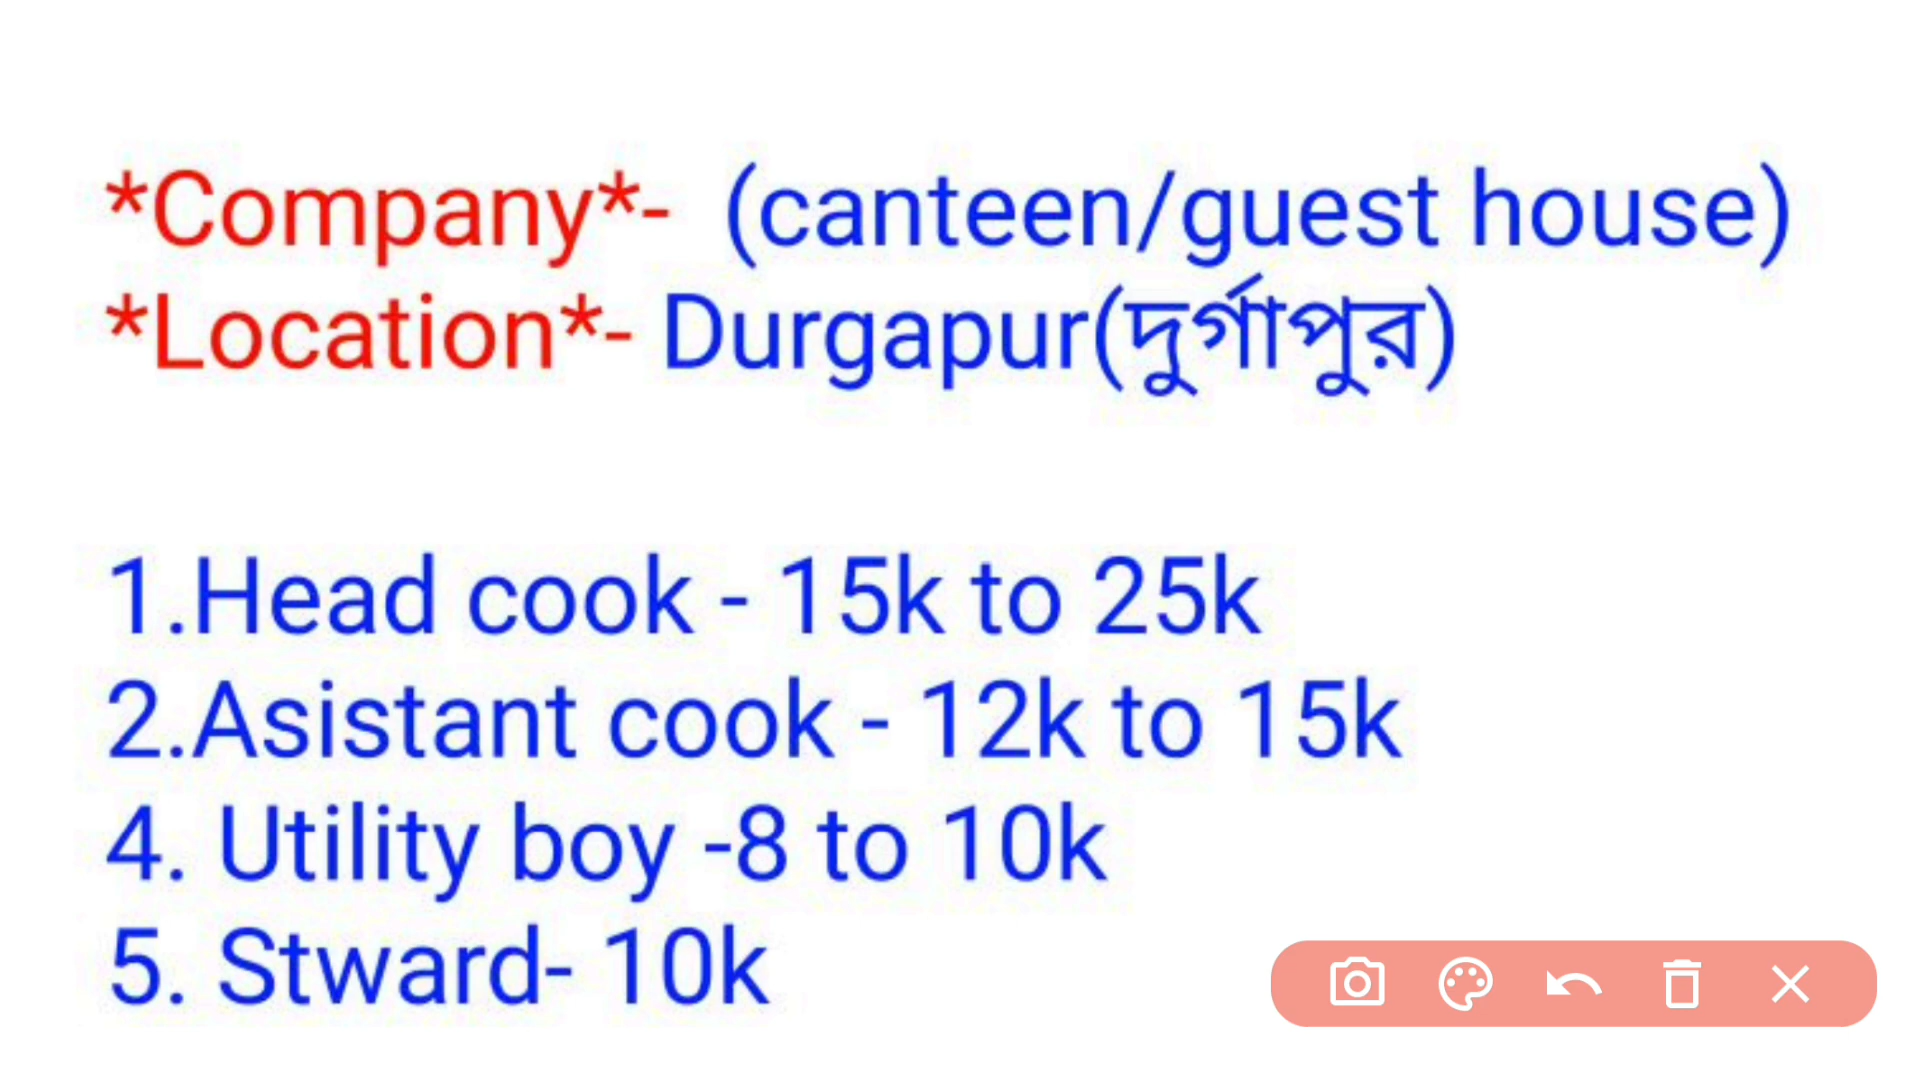 *Company*- (canteen/guest house)
*Location*- Durgapur(দুর্গাপুর)
1.Head cook - 15k to 25k
2.Asistant cook - 12k to 15k
4. Utility boy -8 to 10k
5. Stward- 10k